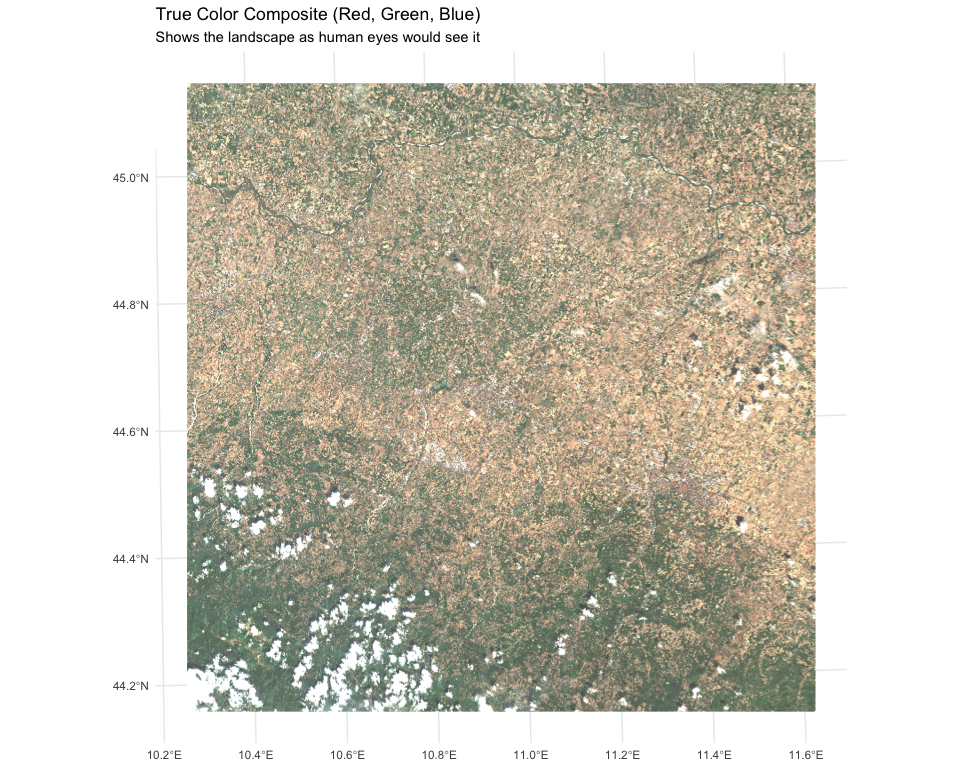 True Color Composite (Red, Green, Blue)
Shows the landscape as human eyes would see it
45.0°N
44.8°N
44.6°N
44.4°N
44.2°N
10.2°E 10.4°E 10.6°E 10.8°E 11.0°E 11.2°E 11.4°E 11.6°E